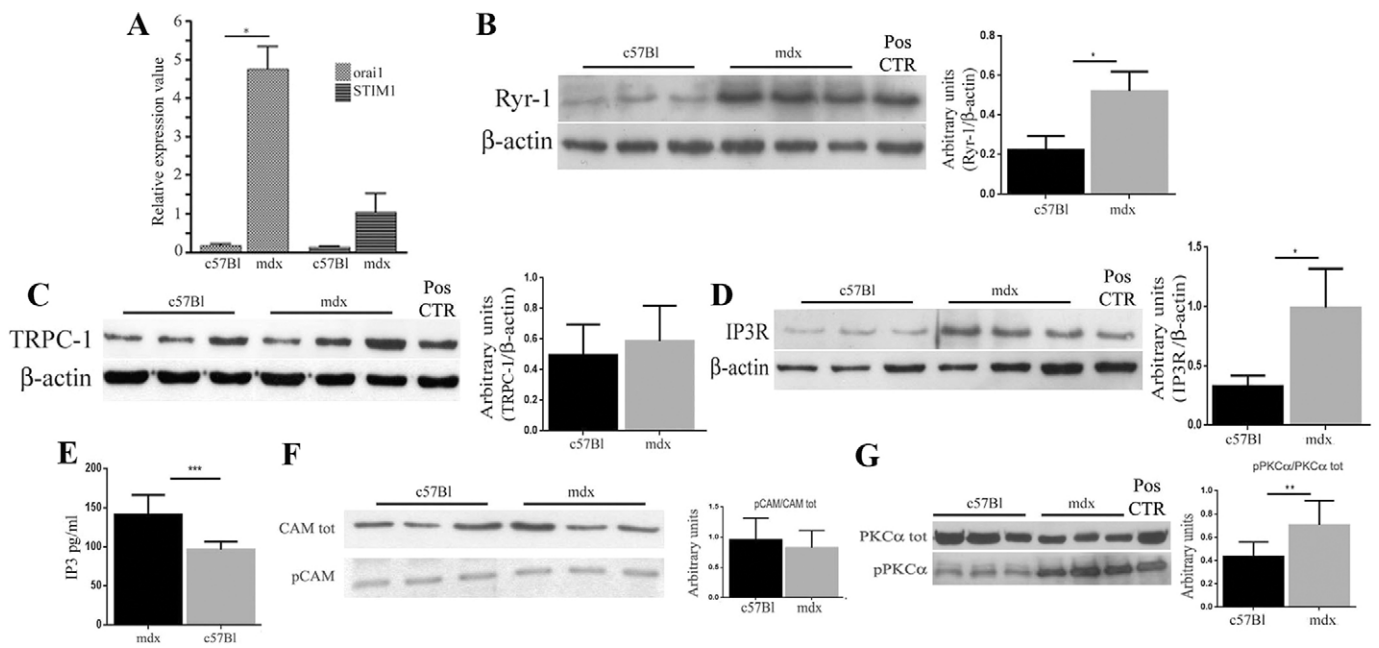 A
Relative expression value
6
5
4
3
2
1
0
*
orai1
STIM1
c57Bl mdx c57Bl mdx
B
c57Bl mdx Pos
CTR
Ryr-1
β-actin
Arbitrary units
(Ryr-1/β-actin)
0.8
0.6
0.4
0.2
0.0
*
c57Bl mdx
C
c57Bl mdx Pos
CTR
TRPC-1
β-actin
Arbitrary units
(TRPC-1/β-actin)
1.0
0.8
0.6
0.4
0.2
0.0
c57Bl mdx
D
c57Bl mdx Pos
CTR
IP3R
β-actin
Arbitrary units
(IP3R /β-actin)
1.5
1.0
0.5
0.0
*
c57Bl mdx
E
IP3 pg/ml
200
150
100
50
0
***
mdx c57Bl
F
c57Bl mdx
CAM tot
pCAM
pCAM/CAM tot
Arbitrary units
1.5
1.0
0.5
0.0
c57Bl mdx
G
c57Bl mdx Pos
CTR
PKCα tot
pPKCα
pPKCα/PKCα tot
Arbitrary units
1.0
0.8
0.6
0.4
0.2
0.0
**
c57Bl mdx